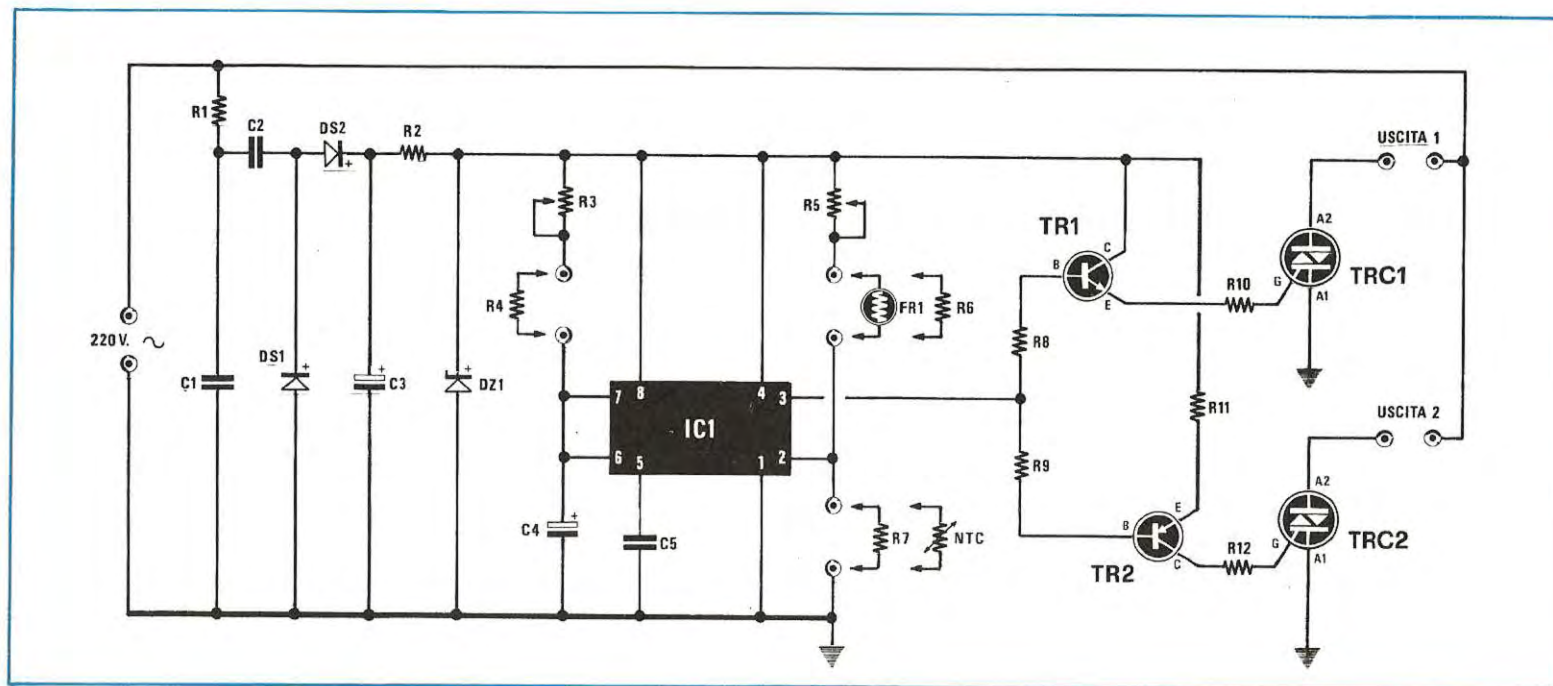 R1
C2
DS2
+
R2
220 V. ~
C1
DS1
+
+
C3
+
DZ1
R3
R4
7
8
4
3
IC1
6
5
1
2
+
C4
C5
R5
FR1
R6
R7
NTC
TR1
B
C
E
R8
R9
R10
R11
TR2
B
E
C
R12
USCITA 1
A2
G
A1
TRC1
USCITA 2
A2
G
A1
TRC2